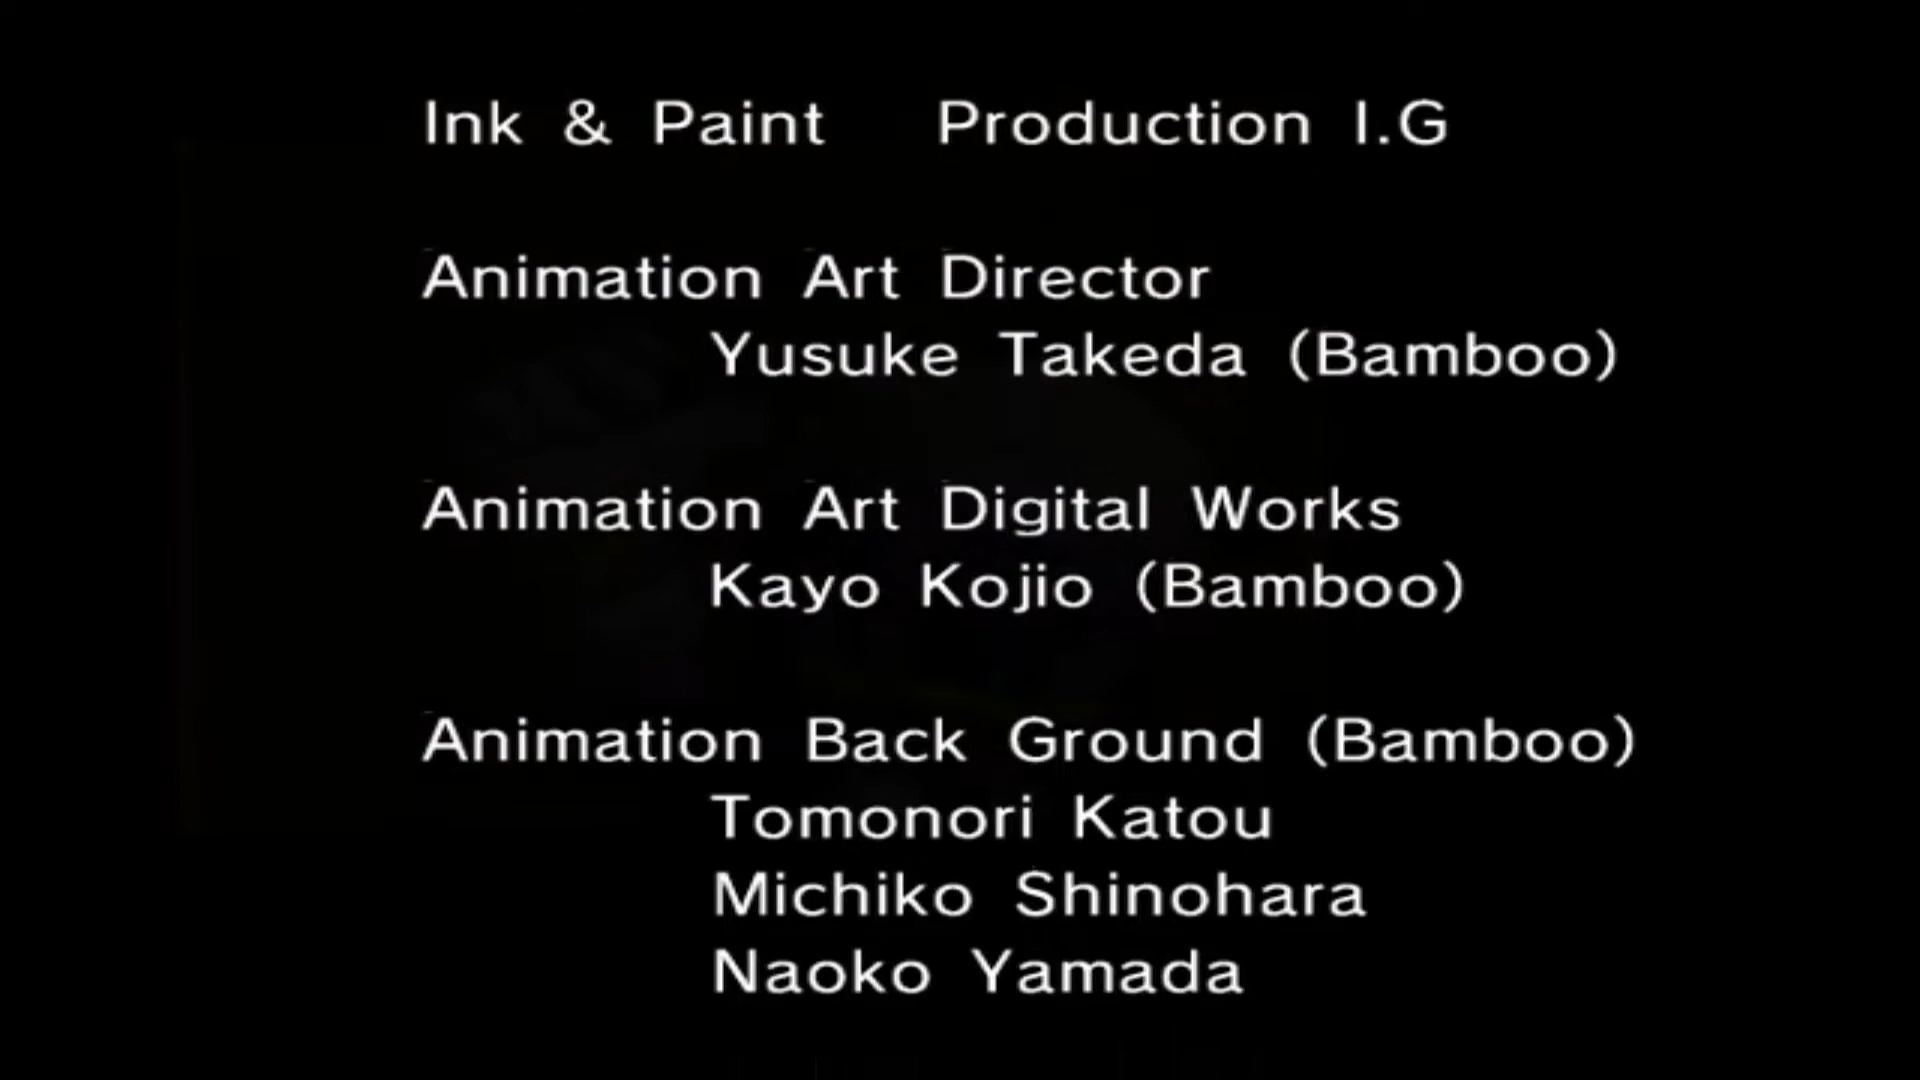 Ink & Paint Production I.G
Animation Art Director
Yusuke Takeda (Bamboo)
Animation Art Digital Works
Kayo Kojio (Bamboo)
Animation Back Ground (Bamboo)
Tomonori Katou
Michiko Shinohara
Naoko Yamada